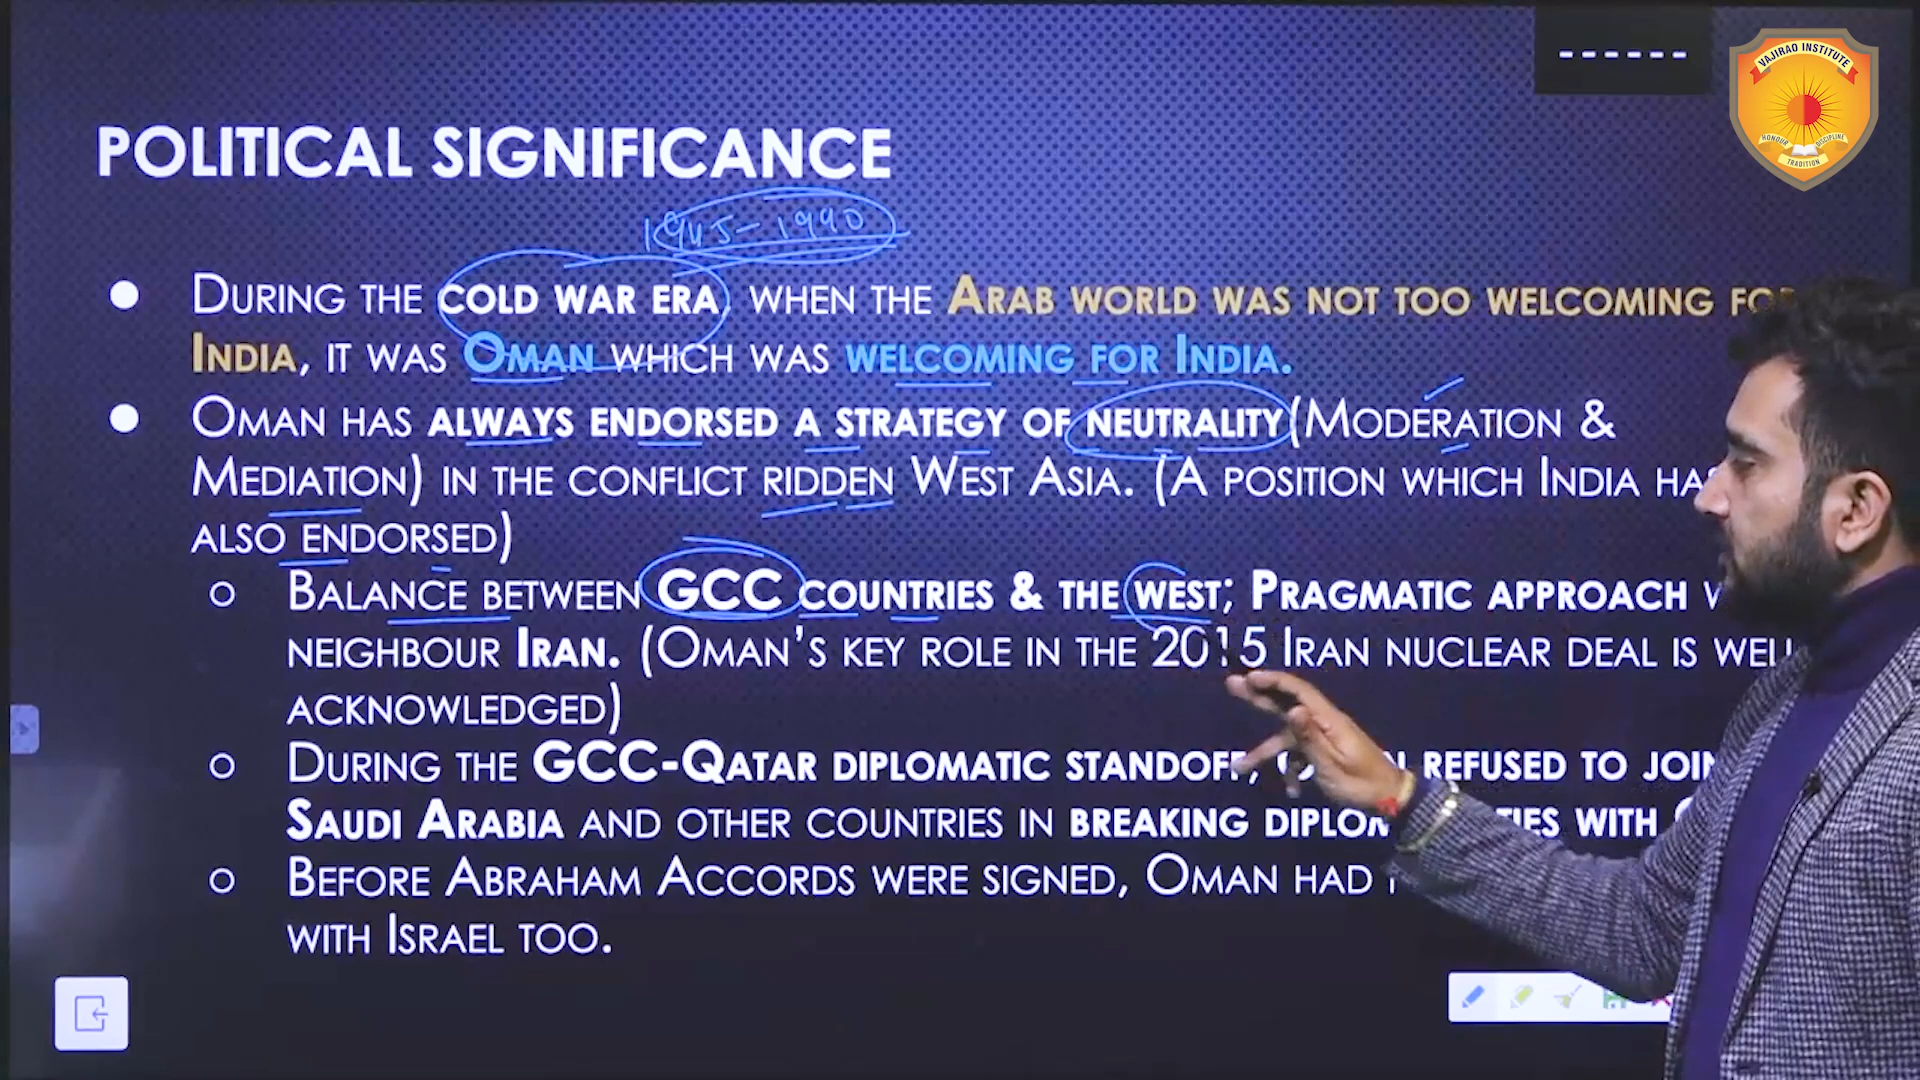 VAJIRAO INSTITUTE
HONOUR DISCIPLINE
TRADITION
POLITICAL SIGNIFICANCE
1945-1990
● DURING THE COLD WAR ERA, WHEN THE ARAB WORLD WAS NOT TOO WELCOMING FOR
INDIA, IT WAS OMAN WHICH WAS WELCOMING FOR INDIA.
● OMAN HAS ALWAYS ENDORSED A STRATEGY OF NEUTRALITY(MODERATION &
MEDIATION) IN THE CONFLICT RIDDEN WEST ASIA. (A POSITION WHICH INDIA HAS
ALSO ENDORSED)
○ BALANCE BETWEEN GCC COUNTRIES & THE WEST; PRAGMATIC APPROACH
NEIGHBOUR IRAN. (OMAN'S KEY ROLE IN THE 2015 IRAN NUCLEAR DEAL IS WELL
ACKNOWLEDGED)
○ DURING THE GCC-QATAR DIPLOMATIC STANDOFF, REFUSED TO JOIN
SAUDI ARABIA AND OTHER COUNTRIES IN BREAKING TIES WITH
○ BEFORE ABRAHAM ACCORDS WERE SIGNED, OMAN HAD
WITH ISRAEL TOO.